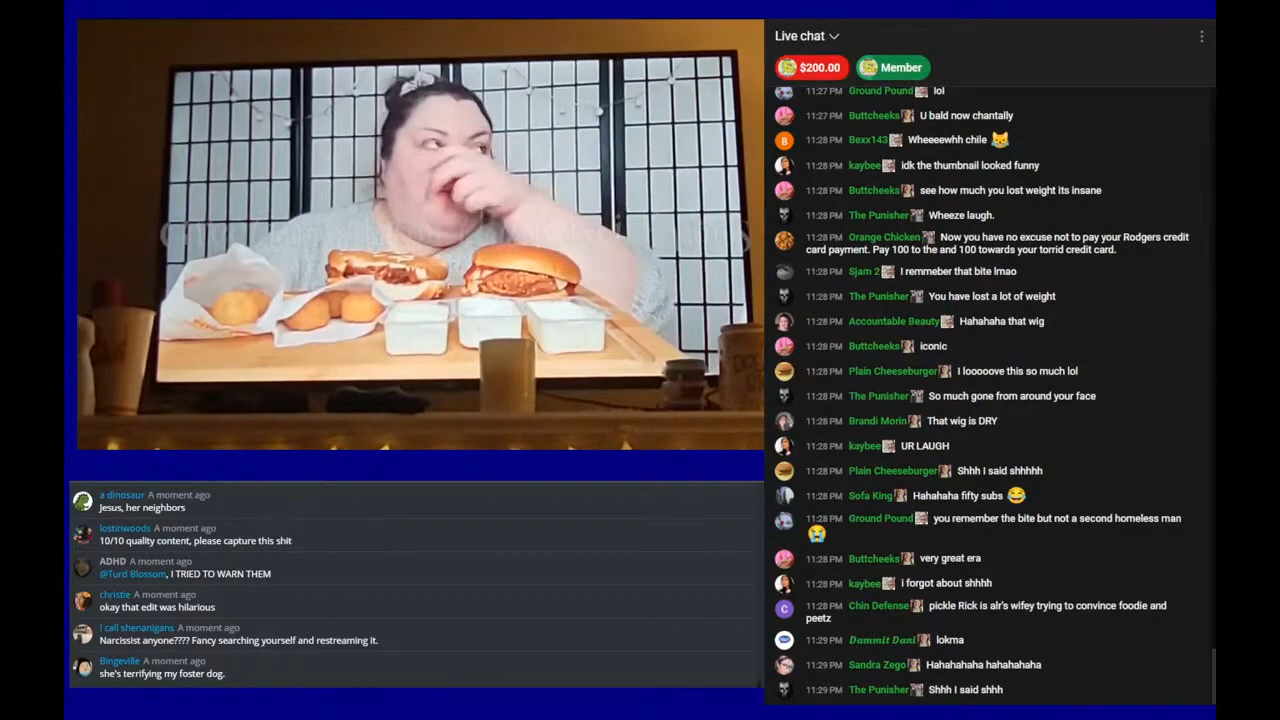 Live chat
$200.00
Member
11:27 PM Ground Pound lol
11:27 PM Buttcheeks U bald now chantally
11:28 PM Bexx143 Wheeeewhh chile
11:28 PM kaybee idk the thumbnail looked funny
11:28 PM Buttcheeks see how much you lost weight its insane
11:28 PM The Punisher Wheeze laugh.
11:28 PM Orange Chicken Now you have no excuse not to pay your Rodgers credit
card payment. Pay 100 to the and 100 towards your torrid credit card.
11:28 PM Sjam 2 I remmeber that bite lmao
11:28 PM The Punisher You have lost a lot of weight
11:28 PM Accountable Beauty Hahahaha that wig
11:28 PM Buttcheeks iconic
11:28 PM Plain Cheeseburger I looooove this so much lol
11:28 PM The Punisher So much gone from around your face
11:28 PM Brandi Morin That wig is DRY
11:28 PM kaybee UR LAUGH
11:28 PM Plain Cheeseburger Shhh I said shhhhh
11:28 PM Sofa King Hahahaha fifty subs
11:28 PM Ground Pound you remember the bite but not a second homeless man
11:28 PM Buttcheeks very great era
11:28 PM kaybee i forgot about shhhh
11:28 PM Chin Defense pickle Rick is alr's wifey trying to convince foodie and
peetz
11:29 PM Dammit Dani lokma
11:29 PM Sandra Zego Hahahahaha hahahahaha
11:29 PM The Punisher Shhh I said shhh
a dinosaur A moment ago
Jesus, her neighbors
lostinwoods A moment ago
10/10 quality content, please capture this shit
ADHD A moment ago
@Turd Blossom, I TRIED TO WARN THEM
christie A moment ago
okay that edit was hilarious
I call shenanigans A moment ago
Narcissist anyone???? Fancy searching yourself and restreaming it.
Bingeville A moment ago
she's terrifying my foster dog.